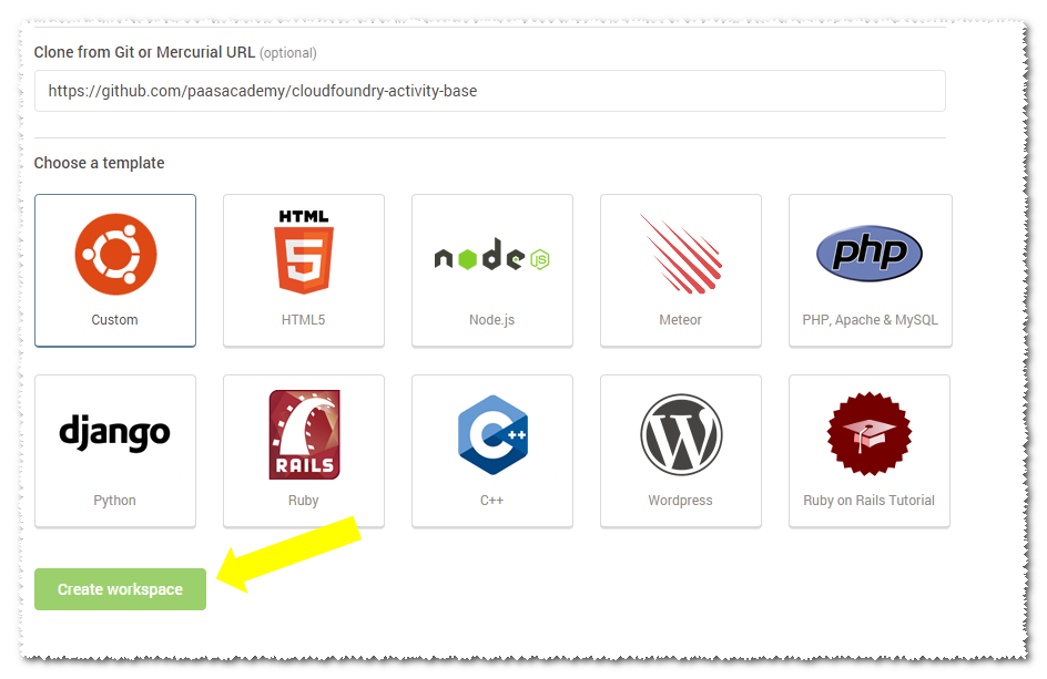 Clone from Git or Mercurial URL (optional)
https://github.com/paasacademy/cloudfoundry-activity-base
Choose a template
HTML
5
node JS
php
Custom
HTML5
Node.js
Meteor
PHP, Apache & MySQL
django
RAILS
C++
W
Python
Ruby
C++
Wordpress
Ruby on Rails Tutorial
Create workspace